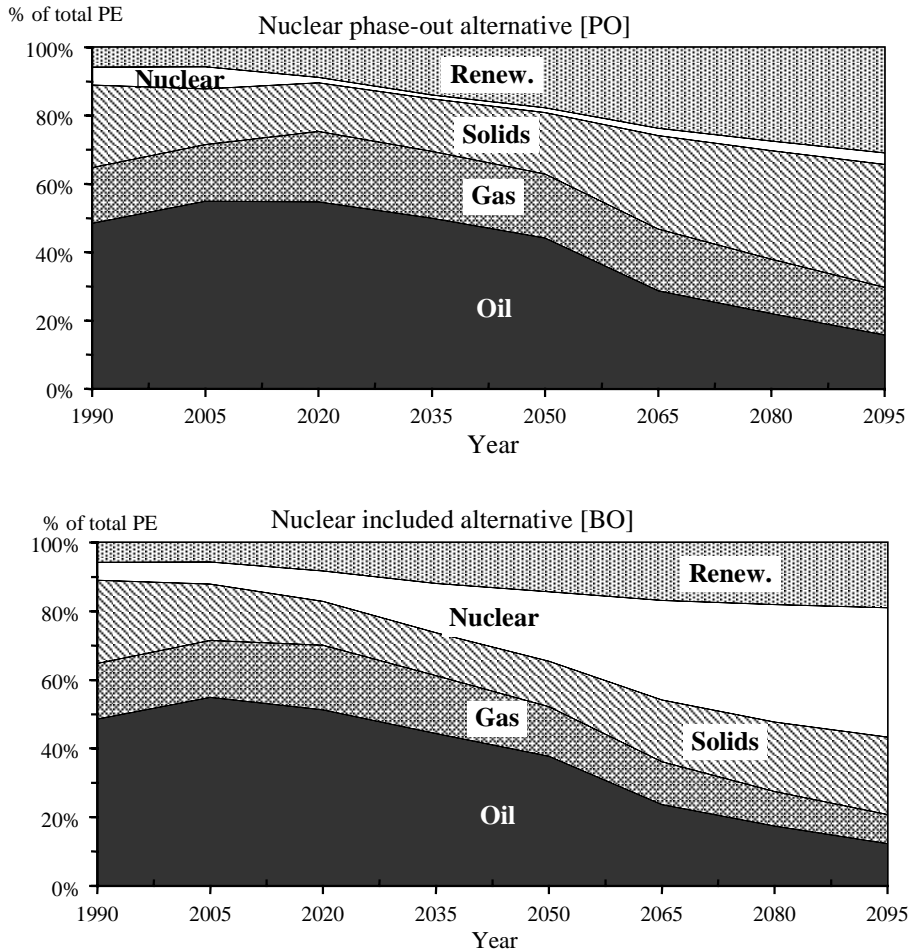 % of total PE
Nuclear phase-out alternative [PO]
100%
80%
60%
40%
20%
0%
Renew.
Nuclear
Solids
Gas
Oil
1990 2005 2020 2035 2050 2065 2080 2095
Year
% of total PE
Nuclear included alternative [BO]
100%
80%
60%
40%
20%
0%
Renew.
Nuclear
Gas
Solids
Oil
1990 2005 2020 2035 2050 2065 2080 2095
Year